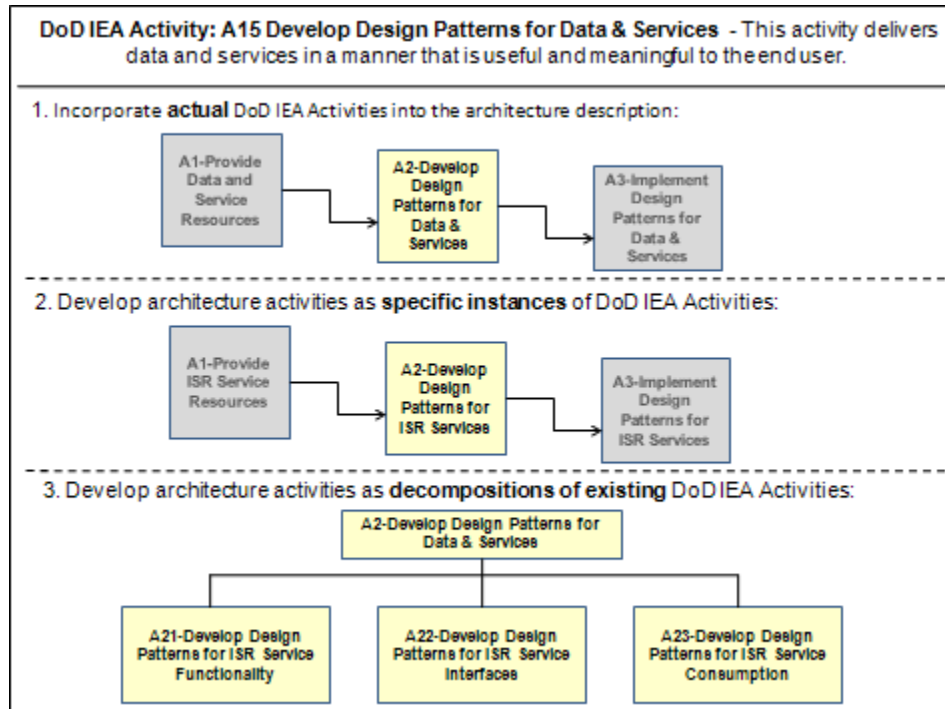 DoD IEA Activity: A15 Develop Design Patterns for Data & Services - This activity delivers
data and services in a manner that is useful and meaningful to the end user.
1. Incorporate actual DoD IEA Activities into the architecture description:
A1-Provide
Data and
Service
Resources
A2-Develop
Design
Patterns for
Data &
Services
A3-Implement
Design
Patterns for
Data &
Services
2. Develop architecture activities as specific instances of DoD IEA Activities:
A1-Provide
ISR Service
Resources
A2-Develop
Design
Patterns for
ISR Services
A3-Implement
Design
Patterns for
ISR Services
3. Develop architecture activities as decompositions of existing DoD IEA Activities:
A2-Develop Design Patterns for
Data & Services
A21-Develop Design
Patterns for ISR Service
Functionality
A22-Develop Design
Patterns for ISR Service
Interfaces
A23-Develop Design
Patterns for ISR Service
Consumption